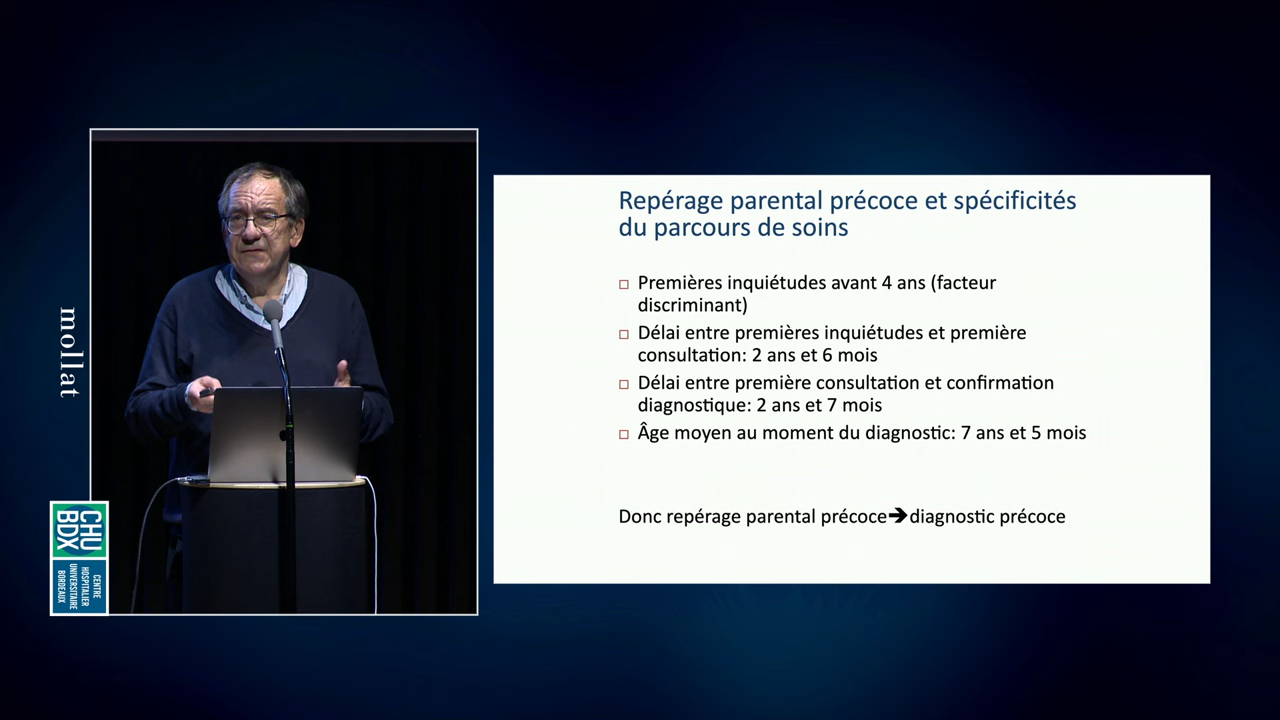 mollat
CHU
BDX
CENTRE
HOSPITALIER
UNIVERSITAIRE
BORDEAUX
Repérage parental précoce et spécificités
du parcours de soins
Premières inquiétudes avant 4 ans (facteur
discriminant)
Délai entre premières inquiétudes et première
consultation: 2 ans et 6 mois
Délai entre première consultation et confirmation
diagnostique: 2 ans et 7 mois
Âge moyen au moment du diagnostic: 7 ans et 5 mois
Donc repérage parental précoce➔diagnostic précoce